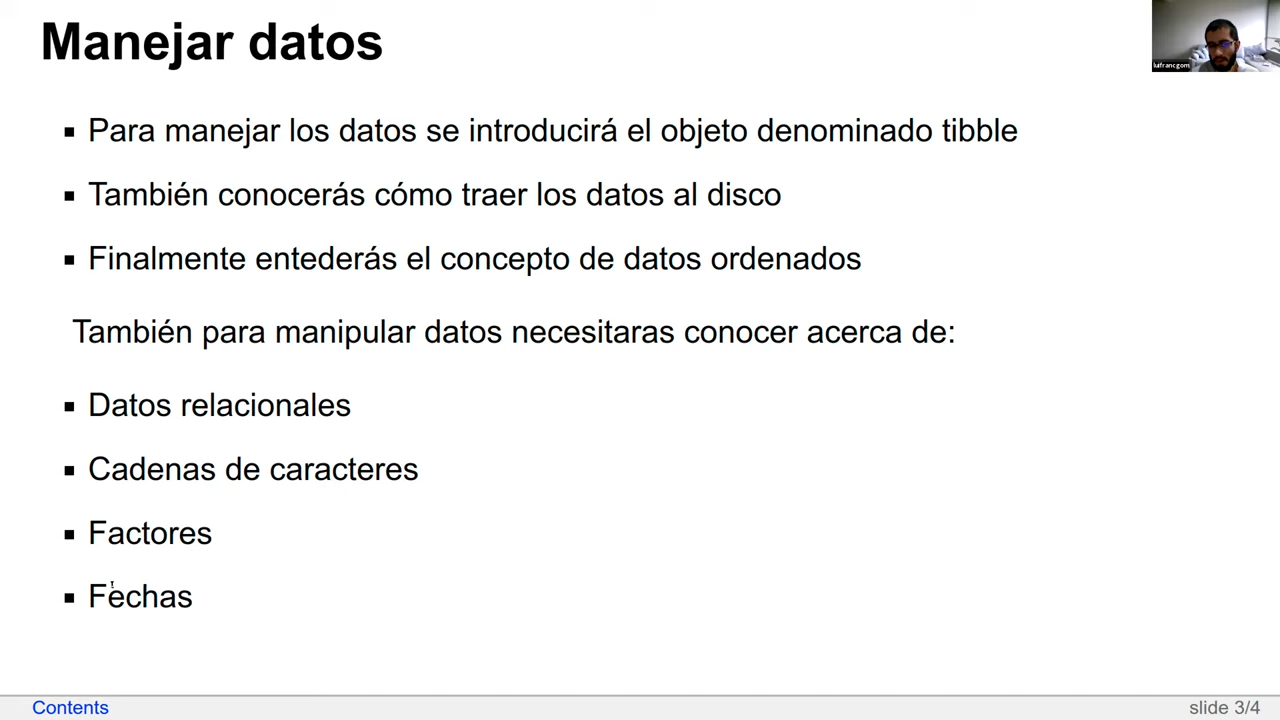 Manejar datos
luifrancgom
Para manejar los datos se introducirá el objeto denominado tibble
También conocerás cómo traer los datos al disco
Finalmente entederás el concepto de datos ordenados
También para manipular datos necesitaras conocer acerca de:
Datos relacionales
Cadenas de caracteres
Factores
Fechas
Contents
slide 3/4